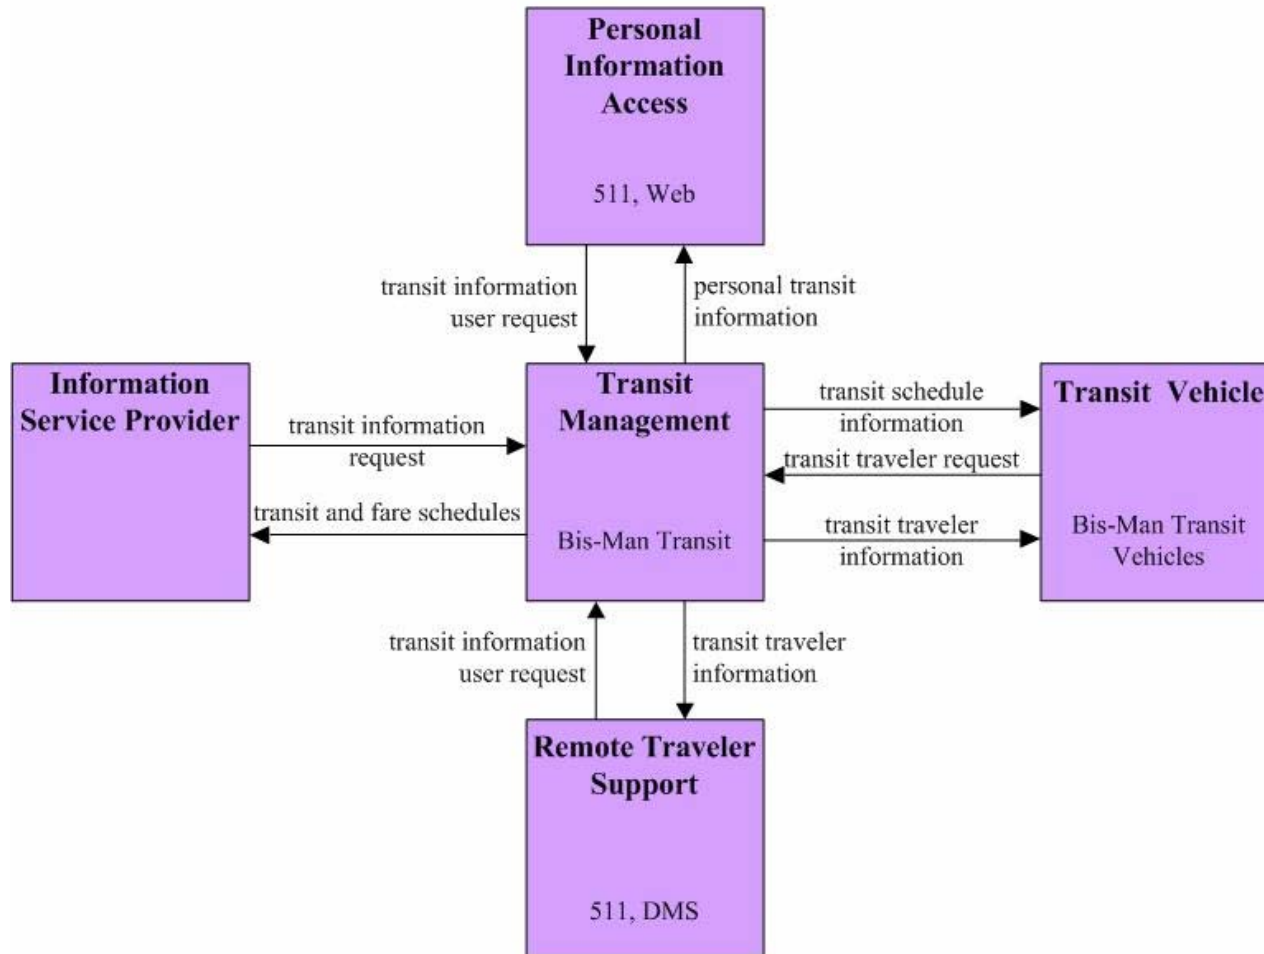 Personal
Information
Access
511, Web
transit information
user request
personal transit
information
Information
Service Provider
transit information
request
transit and fare schedules
Transit
Management
Bis-Man Transit
transit schedule
information
transit traveler request
transit traveler
information
Transit Vehicle
Bis-Man Transit
Vehicles
transit information
user request
transit traveler
information
Remote Traveler
Support
511, DMS